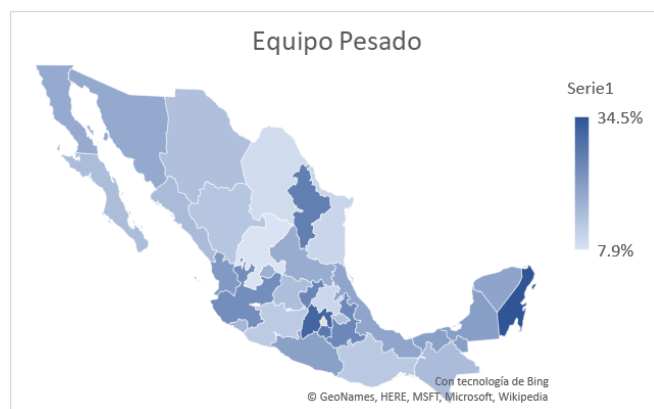 Equipo Pesado
Serie1
34.5%
7.9%
Con tecnología de Bing
© GeoNames, HERE, MSFT, Microsoft, Wikipedia